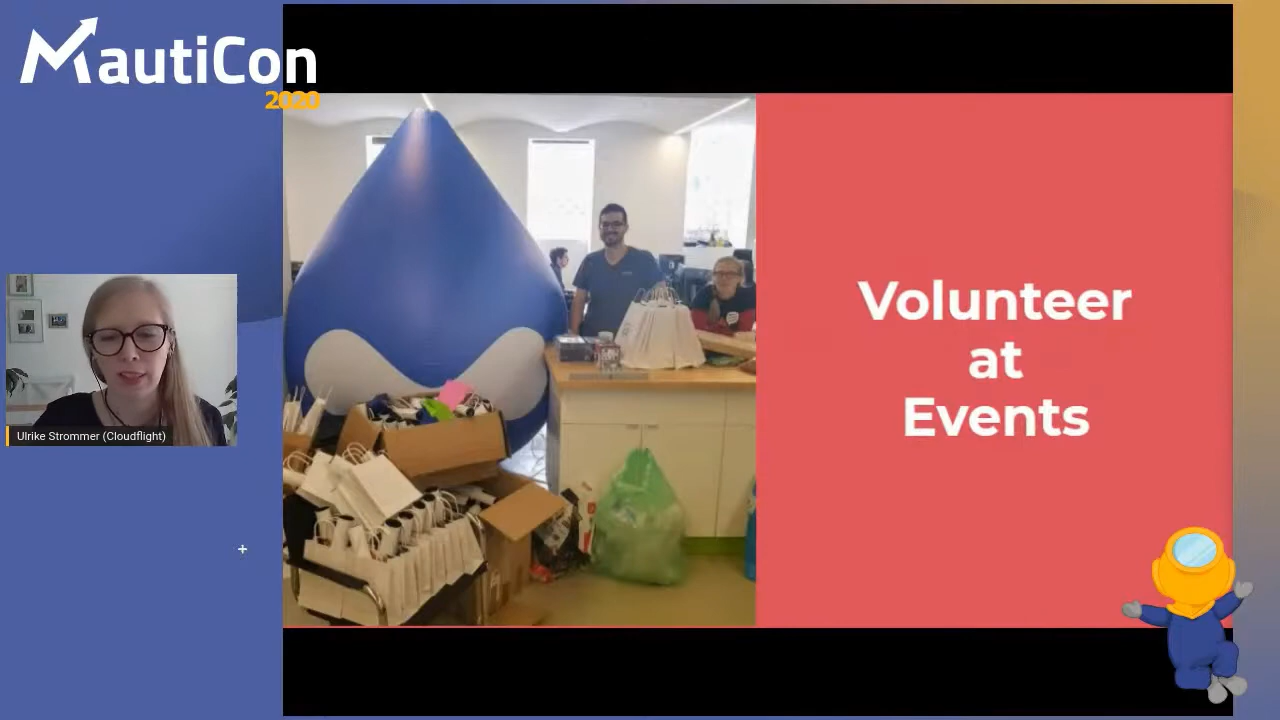 MautiCon
2020
Volunteer
at
Events
Ulrike Strommer (Cloudflight)